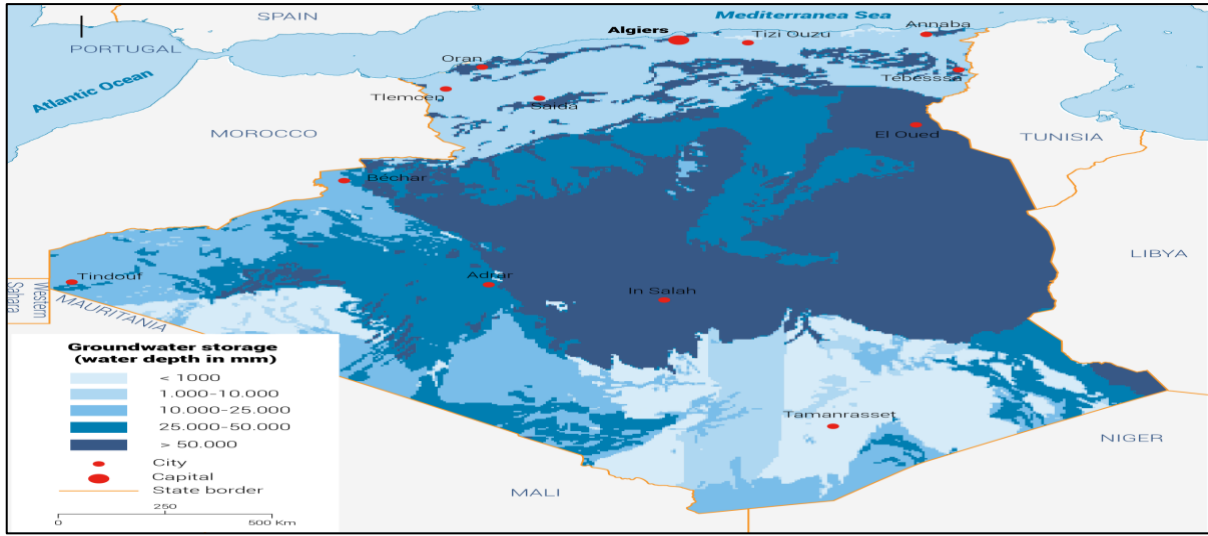 SPAIN
Mediterranea Sea
Annaba
PORTUGAL
Algiers
Tizi Ouzu
Oran
Tebesssa
Atlantic Ocean
Tlemcen
Saida
MOROCCO
El Oued
TUNISIA
Béchar
LIBYA
Tindouf
Adrar
In Salah
Western
Sahara
MAURITANIA
Groundwater storage
(water depth in mm)
< 1000
1.000-10.000
10.000-25.000
25.000-50.000
> 50.000
City
Capital
State border
250
0
500 Km
Tamanrasset
NIGER
MALI